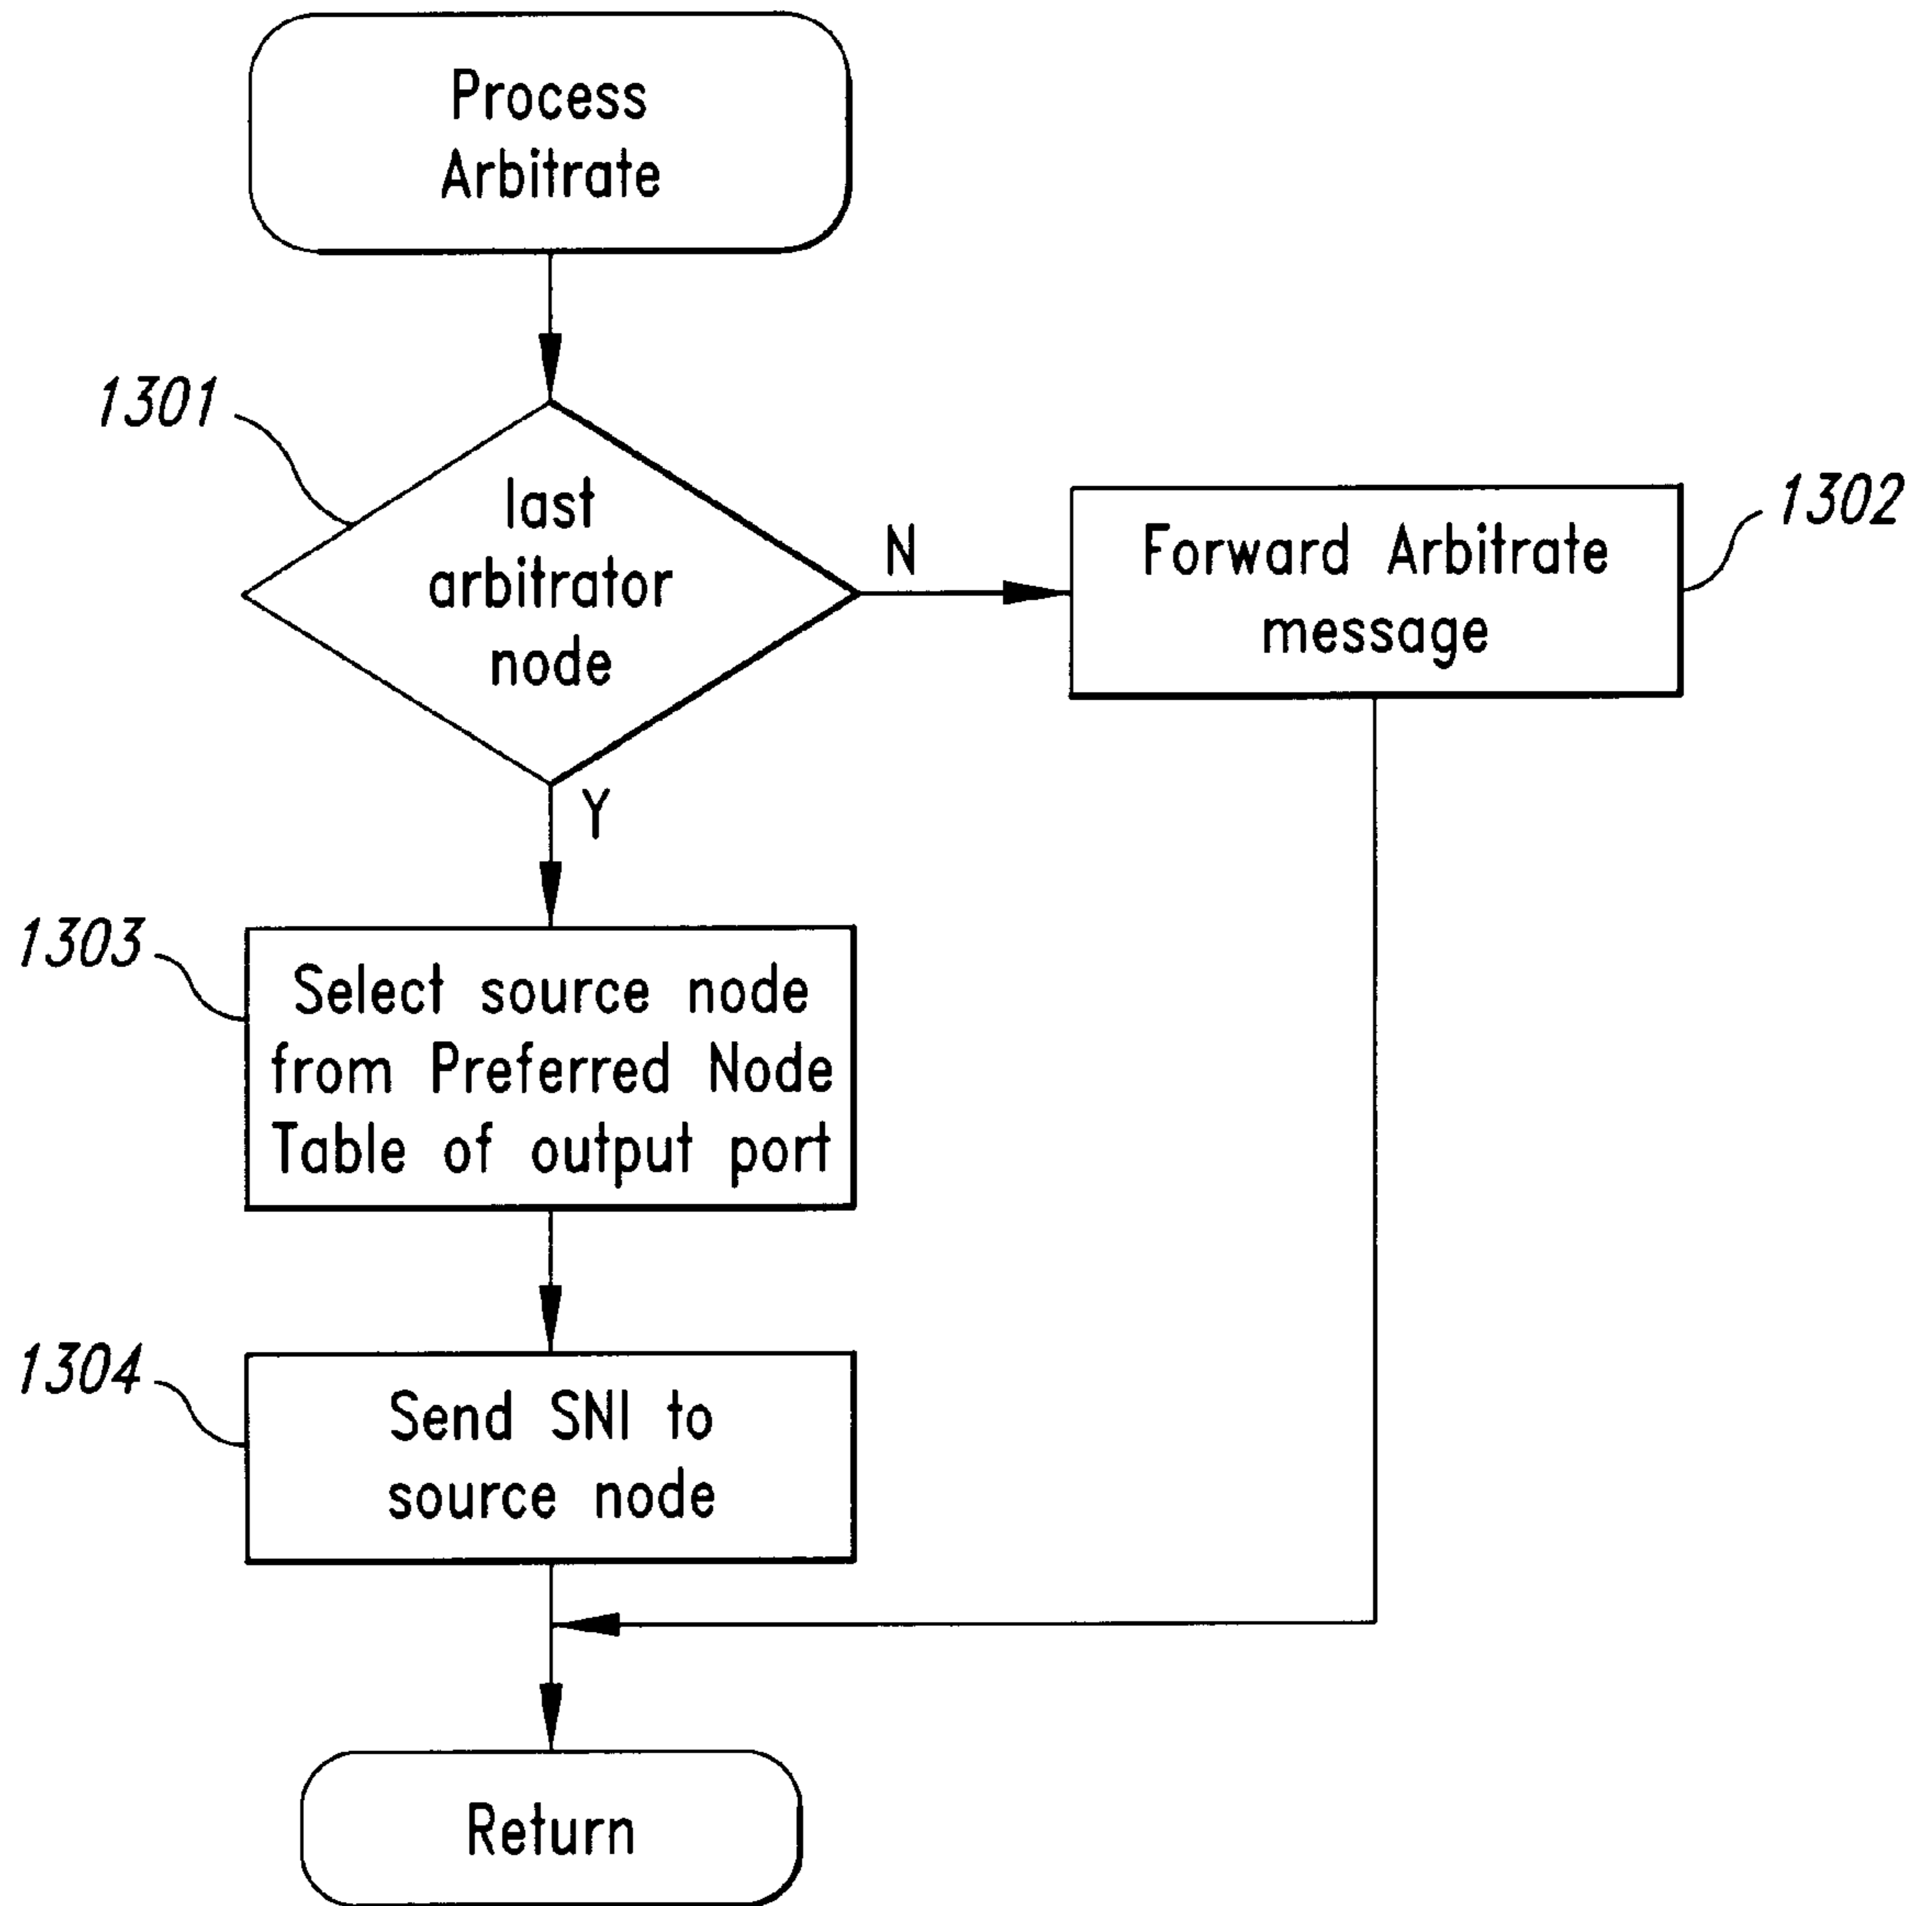 Process
Arbitrate
1301
last
arbitrator
node
N
Forward Arbitrate
message
1302
Y
1303
Select source node
from Preferred Node
Table of output port
1304
Send SNI to
source node
Return